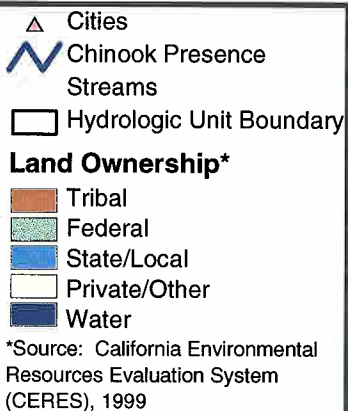 Cities
Chinook Presence
Streams
Hydrologic Unit Boundary
Land Ownership*
Tribal
Federal
State/Local
Private/Other
Water
*Source: California Environmental
Resources Evaluation System
(CERES), 1999